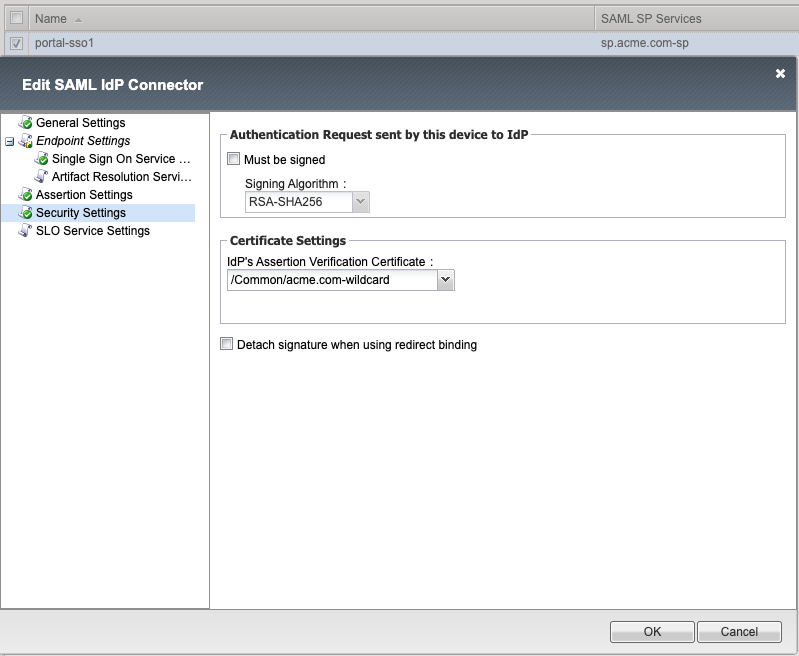 Name
SAML SP Services
portal-sso1
sp.acme.com-sp
Edit SAML IdP Connector
General Settings
Endpoint Settings
Single Sign On Service ...
Artifact Resolution Servi...
Assertion Settings
Security Settings
SLO Service Settings
Authentication Request sent by this device to IdP
Must be signed
Signing Algorithm :
RSA-SHA256
Certificate Settings
IdP's Assertion Verification Certificate :
/Common/acme.com-wildcard
Detach signature when using redirect binding
OK
Cancel